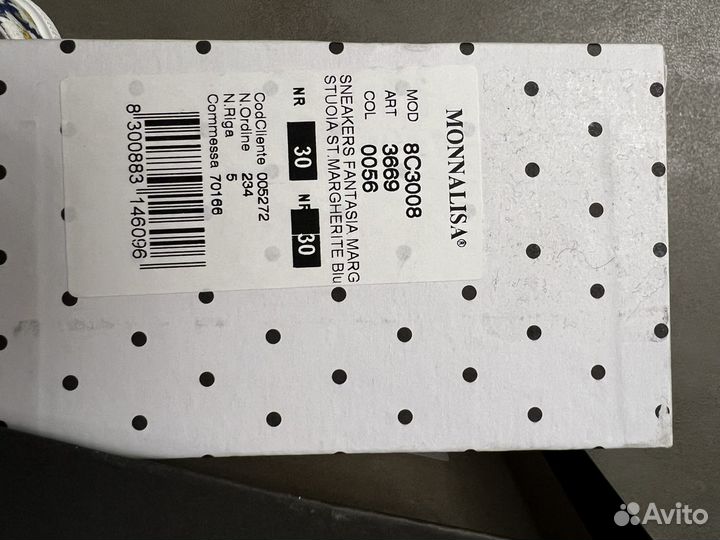 MONNALISA®
MOD 8C3008
ART 3669
COL 0056
SNEAKERS FANTASIA MARG
STUOIA ST.MARGHERITE Blu
NR 30 NR 30
CodCliente 005272
N.Ordine 234
N.Riga 5
Commessa 70166
8 300883 146096
Avito